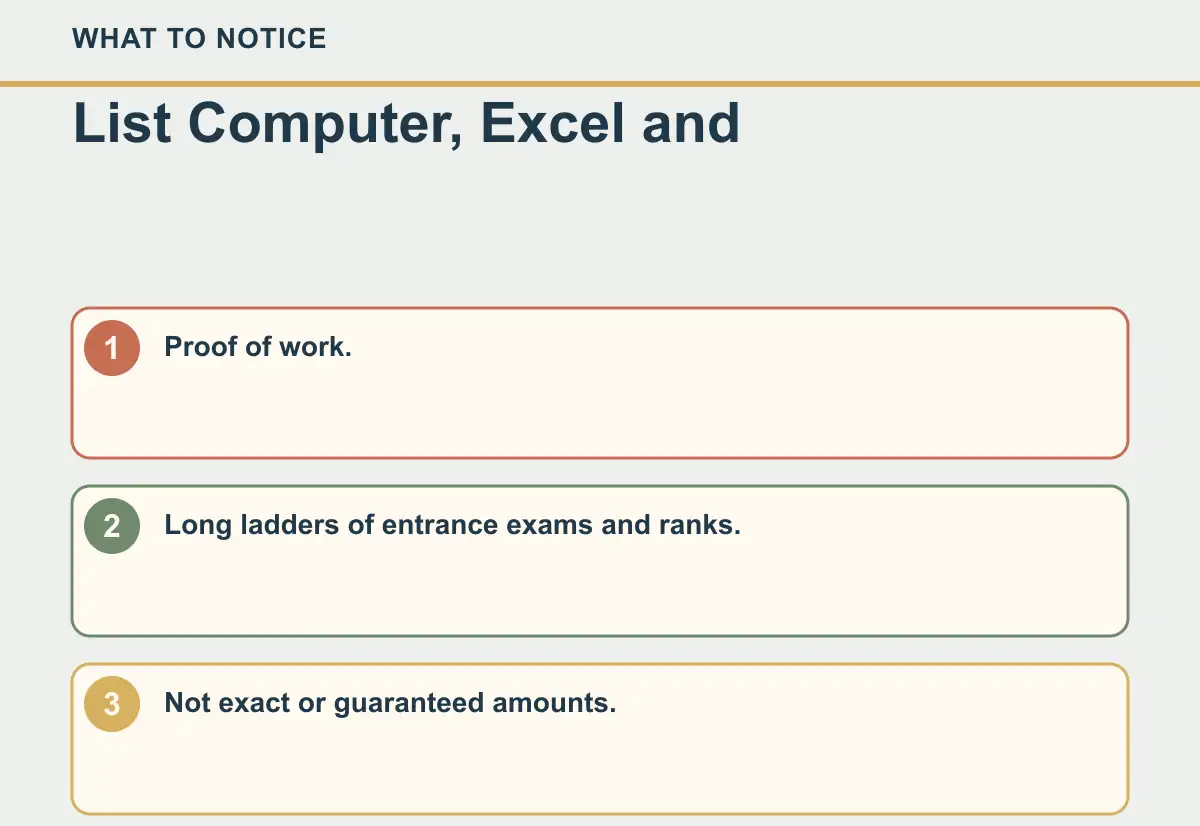 WHAT TO NOTICE
List Computer, Excel and
1 Proof of work.
2 Long ladders of entrance exams and ranks.
3 Not exact or guaranteed amounts.